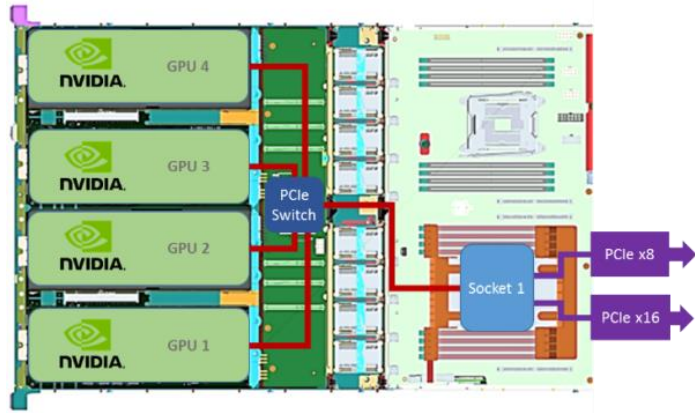 NVIDIA.
GPU 4
NVIDIA.
GPU 3
NVIDIA.
GPU 2
NVIDIA.
GPU 1
PCIe
Switch
Socket 1
PCIe x8
PCIe x16